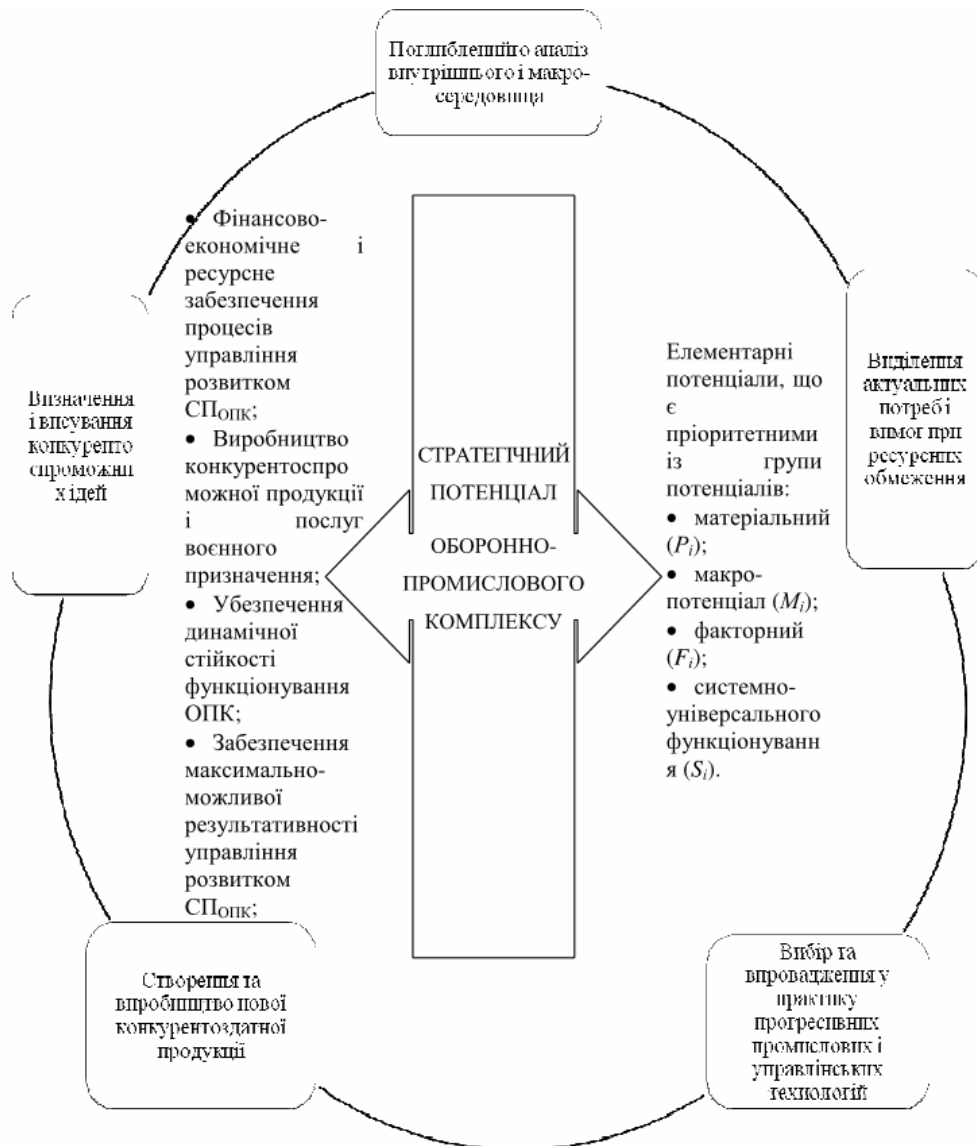 Поглибленнійго аналіз
внутрішнього і макро-
середовища
• Фінансово-
економічне і
ресурсне
забезпечення
процесів
управління
розвитком
СПОПК;
• Виробництво
конкурентоспро
можної продукції
і послуг
воєнного
призначення;
• Убезпечення
динамічної
стійкості
функціонування
ОПК;
• Забезпечення
максимально-
можливої
результативності
управління
розвитком
СПОПК;
Визначення
і висування
конкуренто
спроможни
х ідей
СТРАТЕГІЧНИЙ
ПОТЕНЦІАЛ
ОБОРОННО-
ПРОМИСЛОВОГО
КОМПЛЕКСУ
Елементарні
потенціали, що
є
пріоритетними
із групи
потенціалів:
• матеріальний
(Pi);
• макро-
потенціал (Mi);
• факторний
(Fi);
• системно-
універсального
функціонуванн
я (Si).
Виділення
актуальних
потреб і
вимог при
ресурсних
обмеження
Створення та
виробництво нової
конкурентоздатної
продукції
Вибір та
впровадження у
практику
прогресивних
промислових і
управлінських
технологій